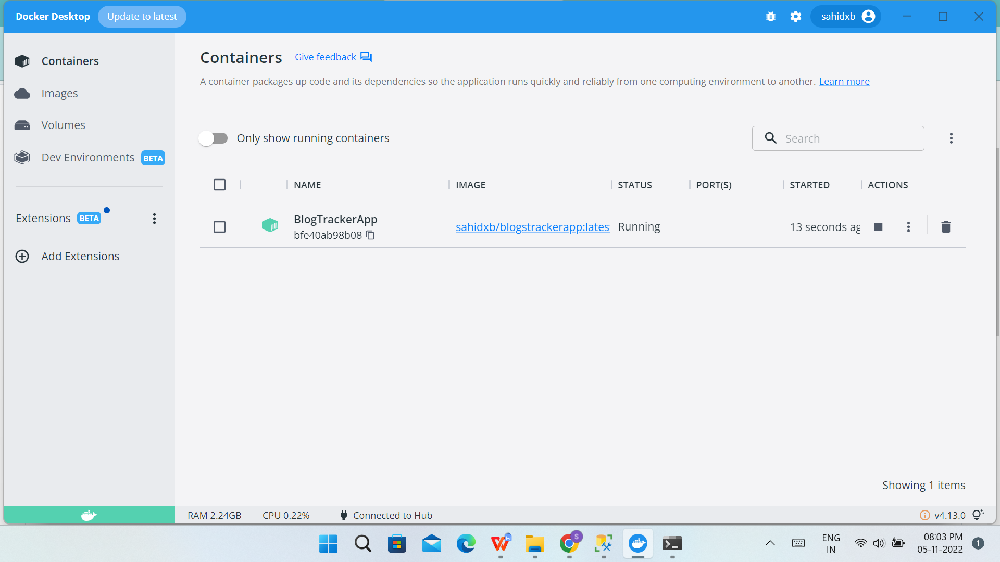 Docker Desktop Update to latest sahidxb
Containers
Images
Volumes
Dev Environments BETA
Extensions BETA
Add Extensions
Containers Give feedback
A container packages up code and its dependencies so the application runs quickly and reliably from one computing environment to another. Learn more
Only show running containers Search
NAME IMAGE STATUS PORT(S) STARTED ACTIONS
BlogTrackerApp
bfe40ab98b08
sahidxb/blogstrackerapp:latest Running 13 seconds ag
Showing 1 items
RAM 2.24GB CPU 0.22% Connected to Hub v4.13.0
S
ENG
IN
08:03 PM
05-11-2022
1